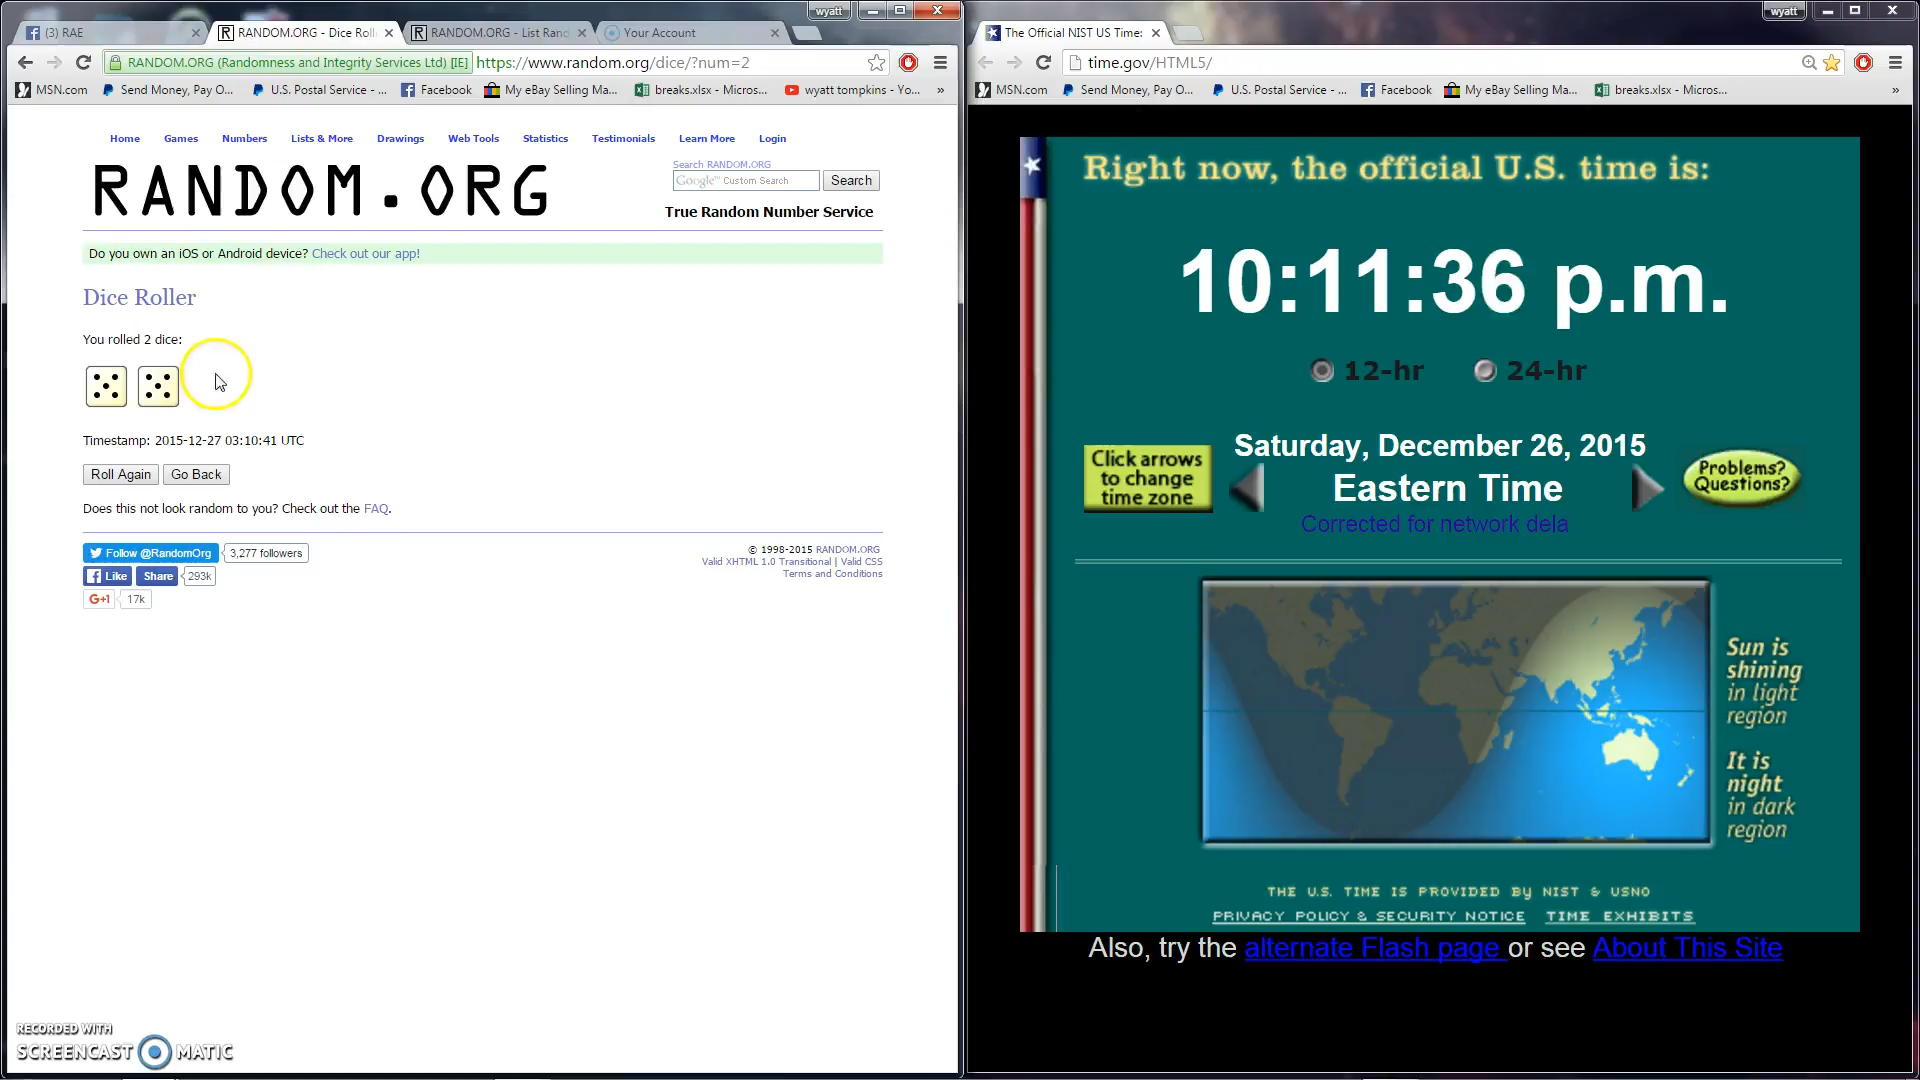 wyatt
(3) RAE
RANDOM.ORG - Dice Roll
RANDOM.ORG - List Rand
Your Account
RANDOM.ORG (Randomness and Integrity Services Ltd) [IE]
https://www.random.org/dice/?num=2
MSN.com
Send Money, Pay O...
U.S. Postal Service - ...
Facebook
My eBay Selling Ma...
breaks.xlsx - Micros...
wyatt tompkins - Yo...
»
Home
Games
Numbers
Lists & More
Drawings
Web Tools
Statistics
Testimonials
Learn More
Login
RANDOM.ORG
Search RANDOM.ORG
Google™ Custom Search
Search
True Random Number Service
Do you own an iOS or Android device? Check out our app!
Dice Roller
You rolled 2 dice:
Timestamp: 2015-12-27 03:10:41 UTC
Roll Again
Go Back
Does this not look random to you? Check out the FAQ.
Follow @RandomOrg
3,277 followers
Like
Share
293k
G+1
17k
© 1998-2015 RANDOM.ORG
Valid XHTML 1.0 Transitional | Valid CSS
Terms and Conditions
RECORDED WITH
SCREENCAST MATIC
wyatt
The Official NIST US Time:
time.gov/HTML5/
MSN.com
Send Money, Pay O...
U.S. Postal Service - ...
Facebook
My eBay Selling Ma...
breaks.xlsx - Micros...
»
Right now, the official U.S. time is:
10:11:36 p.m.
12-hr
24-hr
Click arrows
to change
time zone
Saturday, December 26, 2015
Eastern Time
Corrected for network dela
Problems?
Questions?
Sun is
shining
in light
region
It is
night
in dark
region
THE U.S. TIME IS PROVIDED BY NIST & USNO
PRIVACY POLICY & SECURITY NOTICE
TIME EXHIBITS
Also, try the alternate Flash page or see About This Site